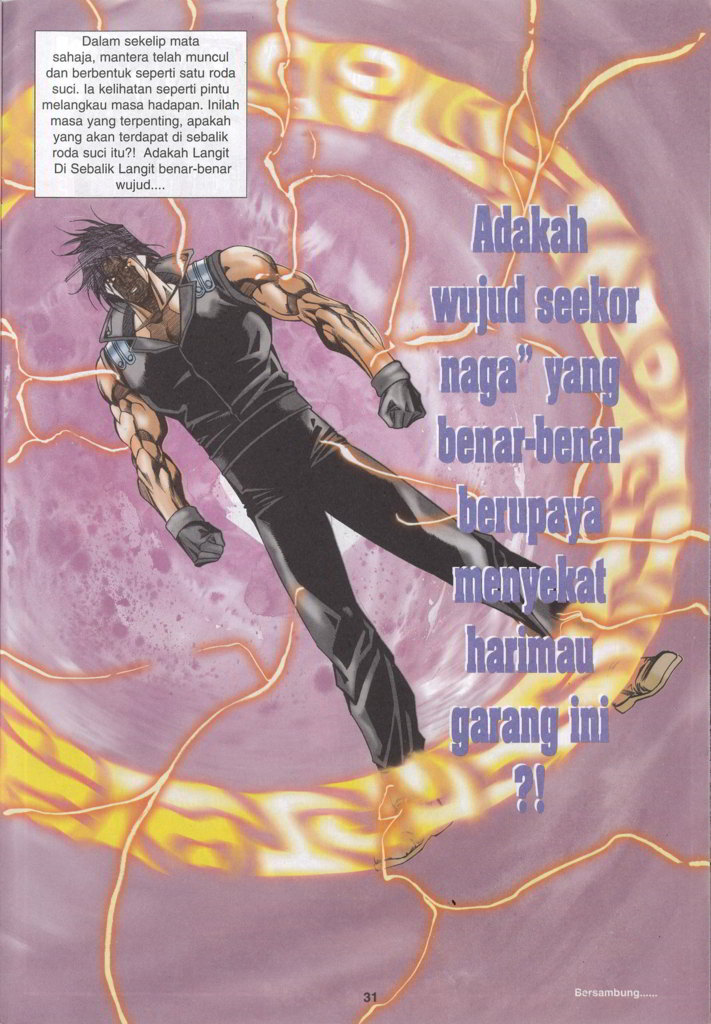 Dalam sekelip mata
sahaja, mantera telah muncul
dan berbentuk seperti satu roda
suci. Ia kelihatan seperti pintu
melangkau masa hadapan. Inilah
masa yang terpenting, apakah
yang akan terdapat di sebalik
roda suci itu?! Adakah Langit
Di Sebalik Langit benar-benar
wujud....
Adakah
wujud seekor
naga” yang
benar-benar
berupaya
menyekat
harimau
garang ini
?!
31
Bersambung......